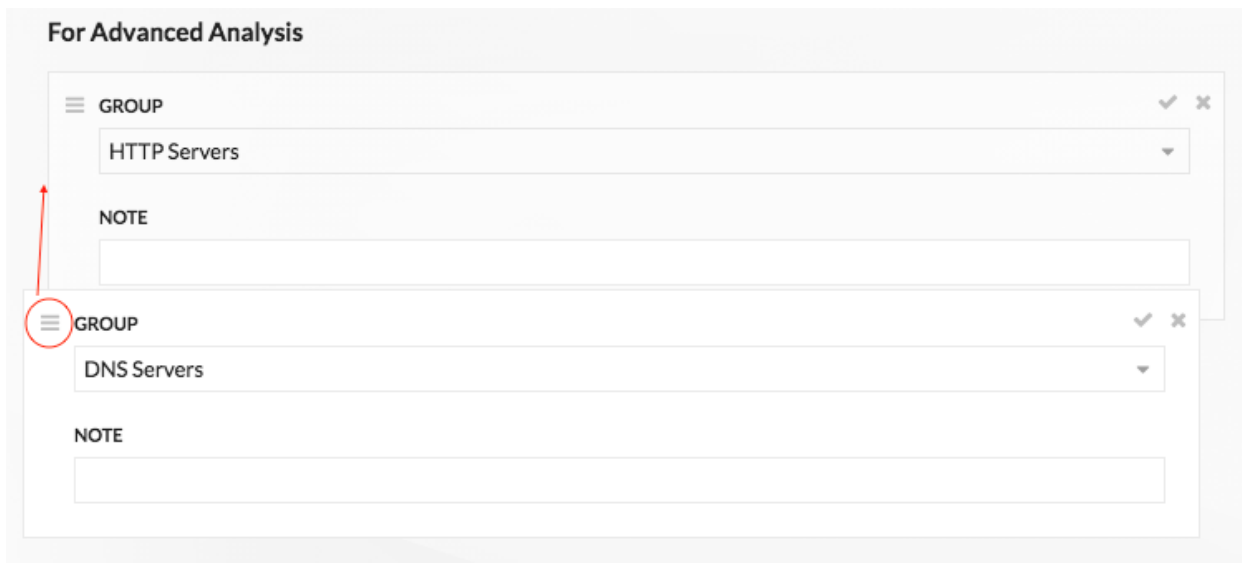 For Advanced Analysis
GROUP
HTTP Servers
NOTE
GROUP
DNS Servers
NOTE